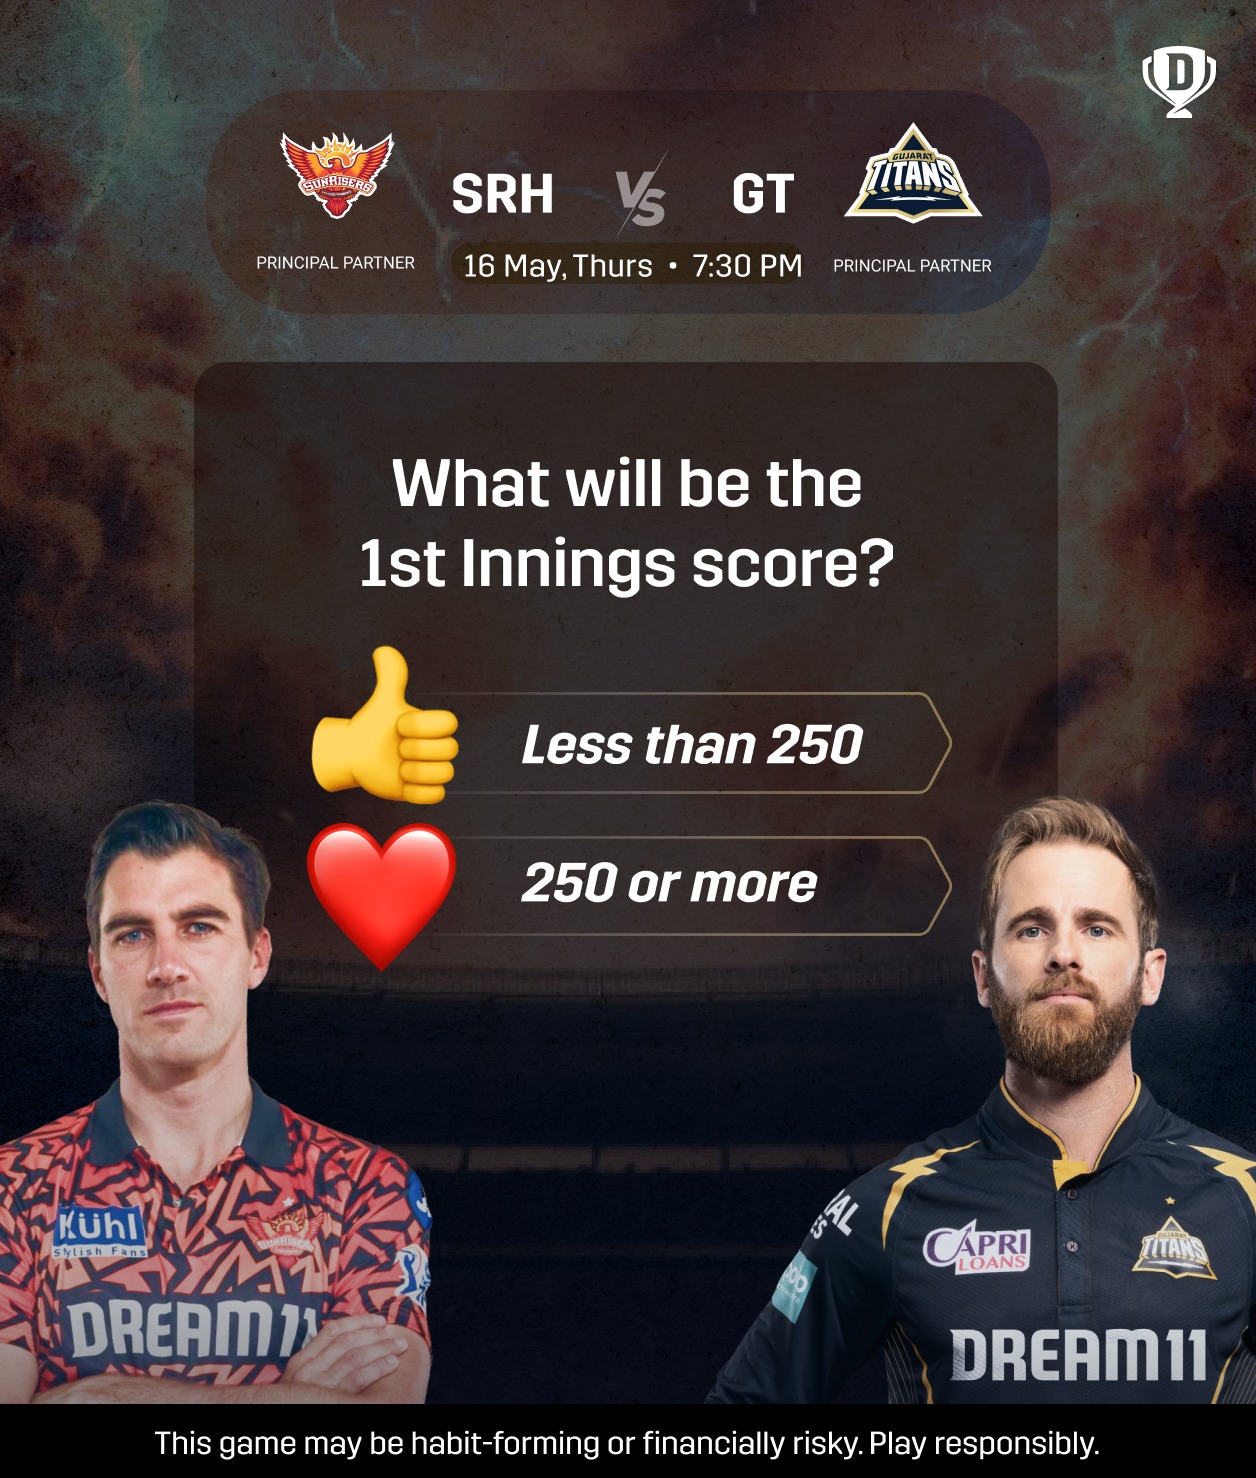 D
SUNRISERS
SRH
VS
GT
GUJARAT
TITANS
PRINCIPAL PARTNER
16 May, Thurs • 7:30 PM
PRINCIPAL PARTNER
What will be the
1st Innings score?
Less than 250
250 or more
Kühl
Stylish Fans
SUNRISERS
DREAM11
CAPRI
LOANS
GUJARAT
TITANS
DREAM11
This game may be habit-forming or financially risky. Play responsibly.